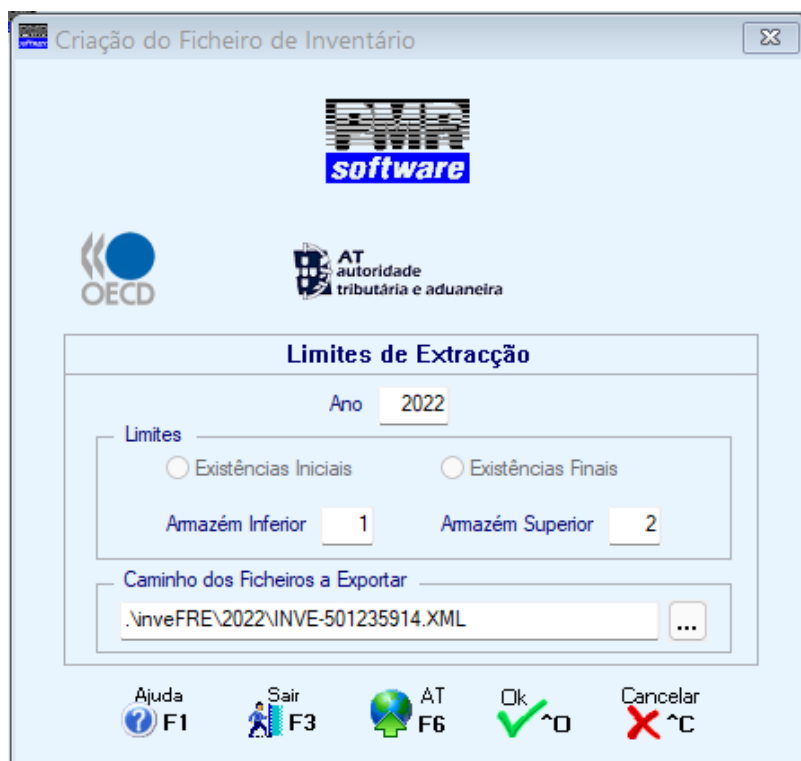 Criação do Ficheiro de Inventário
PMR
software
OECD
AT
autoridade
tributária e aduaneira
Limites de Extracção
Ano 2022
Limites
Existências Iniciais Existências Finais
Armazém Inferior 1 Armazém Superior 2
Caminho dos Ficheiros a Exportar
.\inveFRE\2022\INVE-501235914.XML ...
Ajuda Sair AT Ok Cancelar
F1 F3 F6 ^O ^C